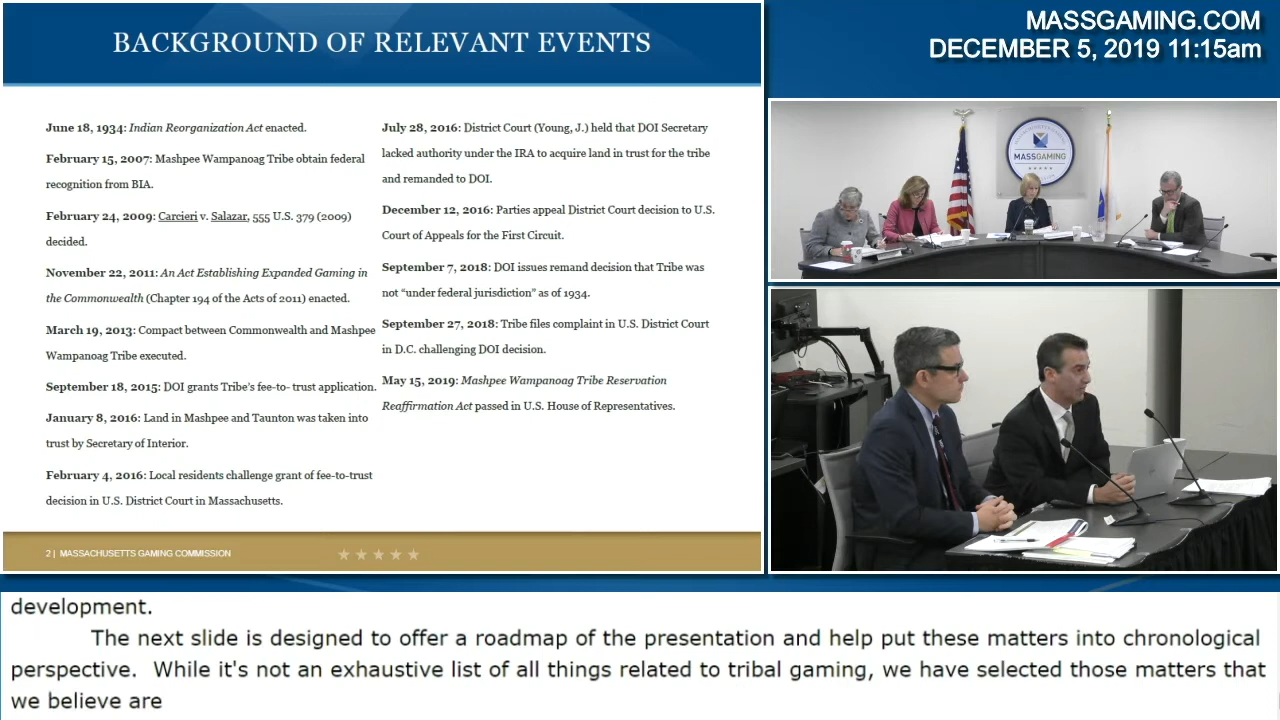 BACKGROUND OF RELEVANT EVENTS
June 18, 1934: Indian Reorganization Act enacted.
February 15, 2007: Mashpee Wampanoag Tribe obtain federal
recognition from BIA.
February 24, 2009: Carcieri v. Salazar, 555 U.S. 379 (2009)
decided.
November 22, 2011: An Act Establishing Expanded Gaming in
the Commonwealth (Chapter 194 of the Acts of 2011) enacted.
March 19, 2013: Compact between Commonwealth and Mashpee
Wampanoag Tribe executed.
September 18, 2015: DOI grants Tribe's fee-to- trust application.
January 8, 2016: Land in Mashpee and Taunton was taken into
trust by Secretary of Interior.
February 4, 2016: Local residents challenge grant of fee-to-trust
decision in U.S. District Court in Massachusetts.
July 28, 2016: District Court (Young, J.) held that DOI Secretary
lacked authority under the IRA to acquire land in trust for the tribe
and remanded to DOI.
December 12, 2016: Parties appeal District Court decision to U.S.
Court of Appeals for the First Circuit.
September 7, 2018: DOI issues remand decision that Tribe was
not “under federal jurisdiction” as of 1934.
September 27, 2018: Tribe files complaint in U.S. District Court
in D.C. challenging DOI decision.
May 15, 2019: Mashpee Wampanoag Tribe Reservation
Reaffirmation Act passed in U.S. House of Representatives.
2 | MASSACHUSETTS GAMING COMMISSION
MASSGAMING.COM
DECEMBER 5, 2019 11:15am
MASSGAMING
development.
The next slide is designed to offer a roadmap of the presentation and help put these matters into chronological
perspective. While it's not an exhaustive list of all things related to tribal gaming, we have selected those matters that
we believe are